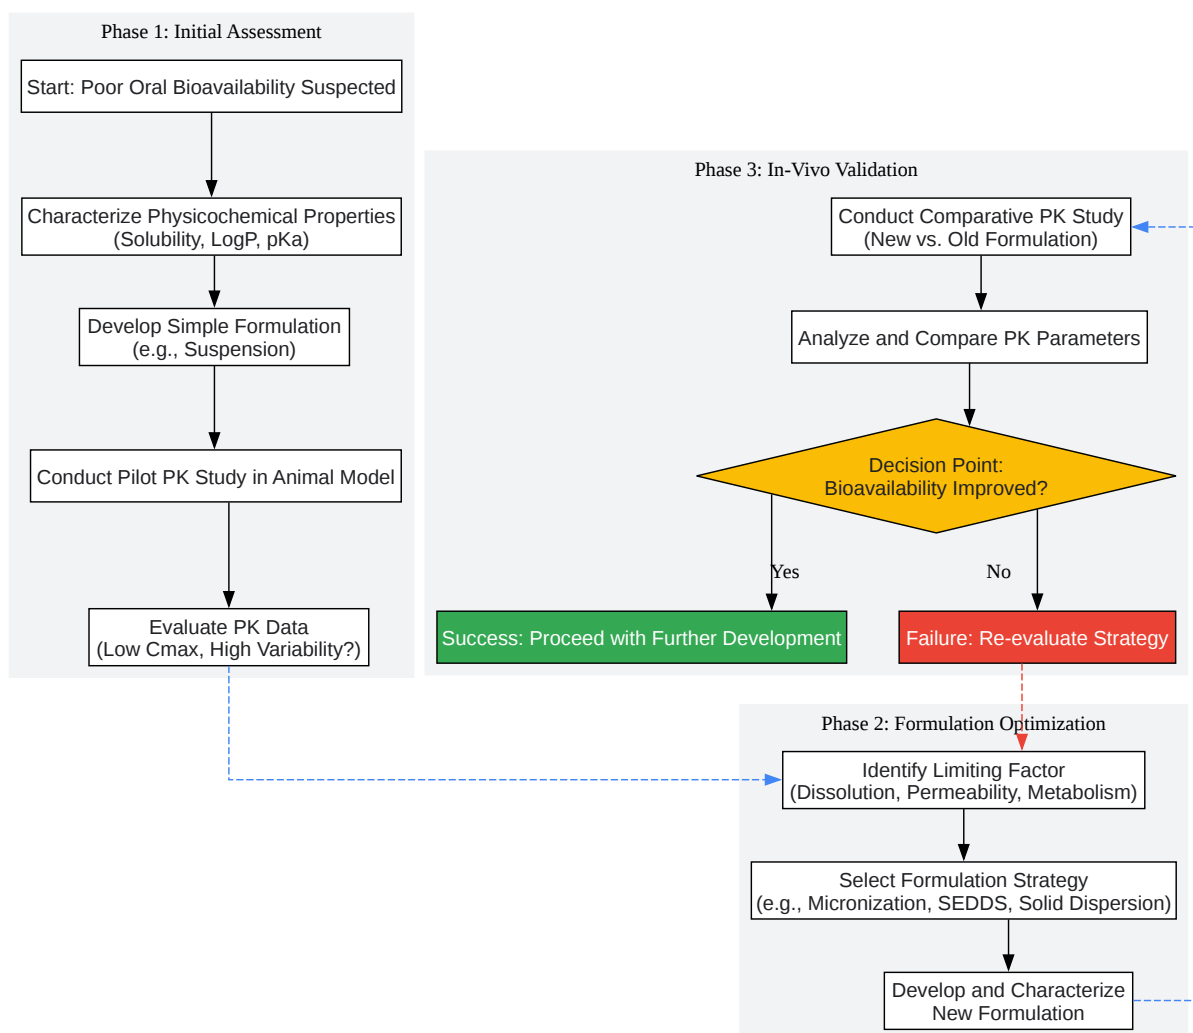 Phase 1: Initial Assessment
Start: Poor Oral Bioavailability Suspected
Characterize Physicochemical Properties
(Solubility, LogP, pKa)
Develop Simple Formulation
(e.g., Suspension)
Conduct Pilot PK Study in Animal Model
Evaluate PK Data
(Low Cmax, High Variability?)
Phase 3: In-Vivo Validation
Conduct Comparative PK Study
(New vs. Old Formulation)
Analyze and Compare PK Parameters
Decision Point:
Bioavailability Improved?
Yes
No
Success: Proceed with Further Development
Failure: Re-evaluate Strategy
Phase 2: Formulation Optimization
Identify Limiting Factor
(Dissolution, Permeability, Metabolism)
Select Formulation Strategy
(e.g., Micronization, SEDDS, Solid Dispersion)
Develop and Characterize
New Formulation